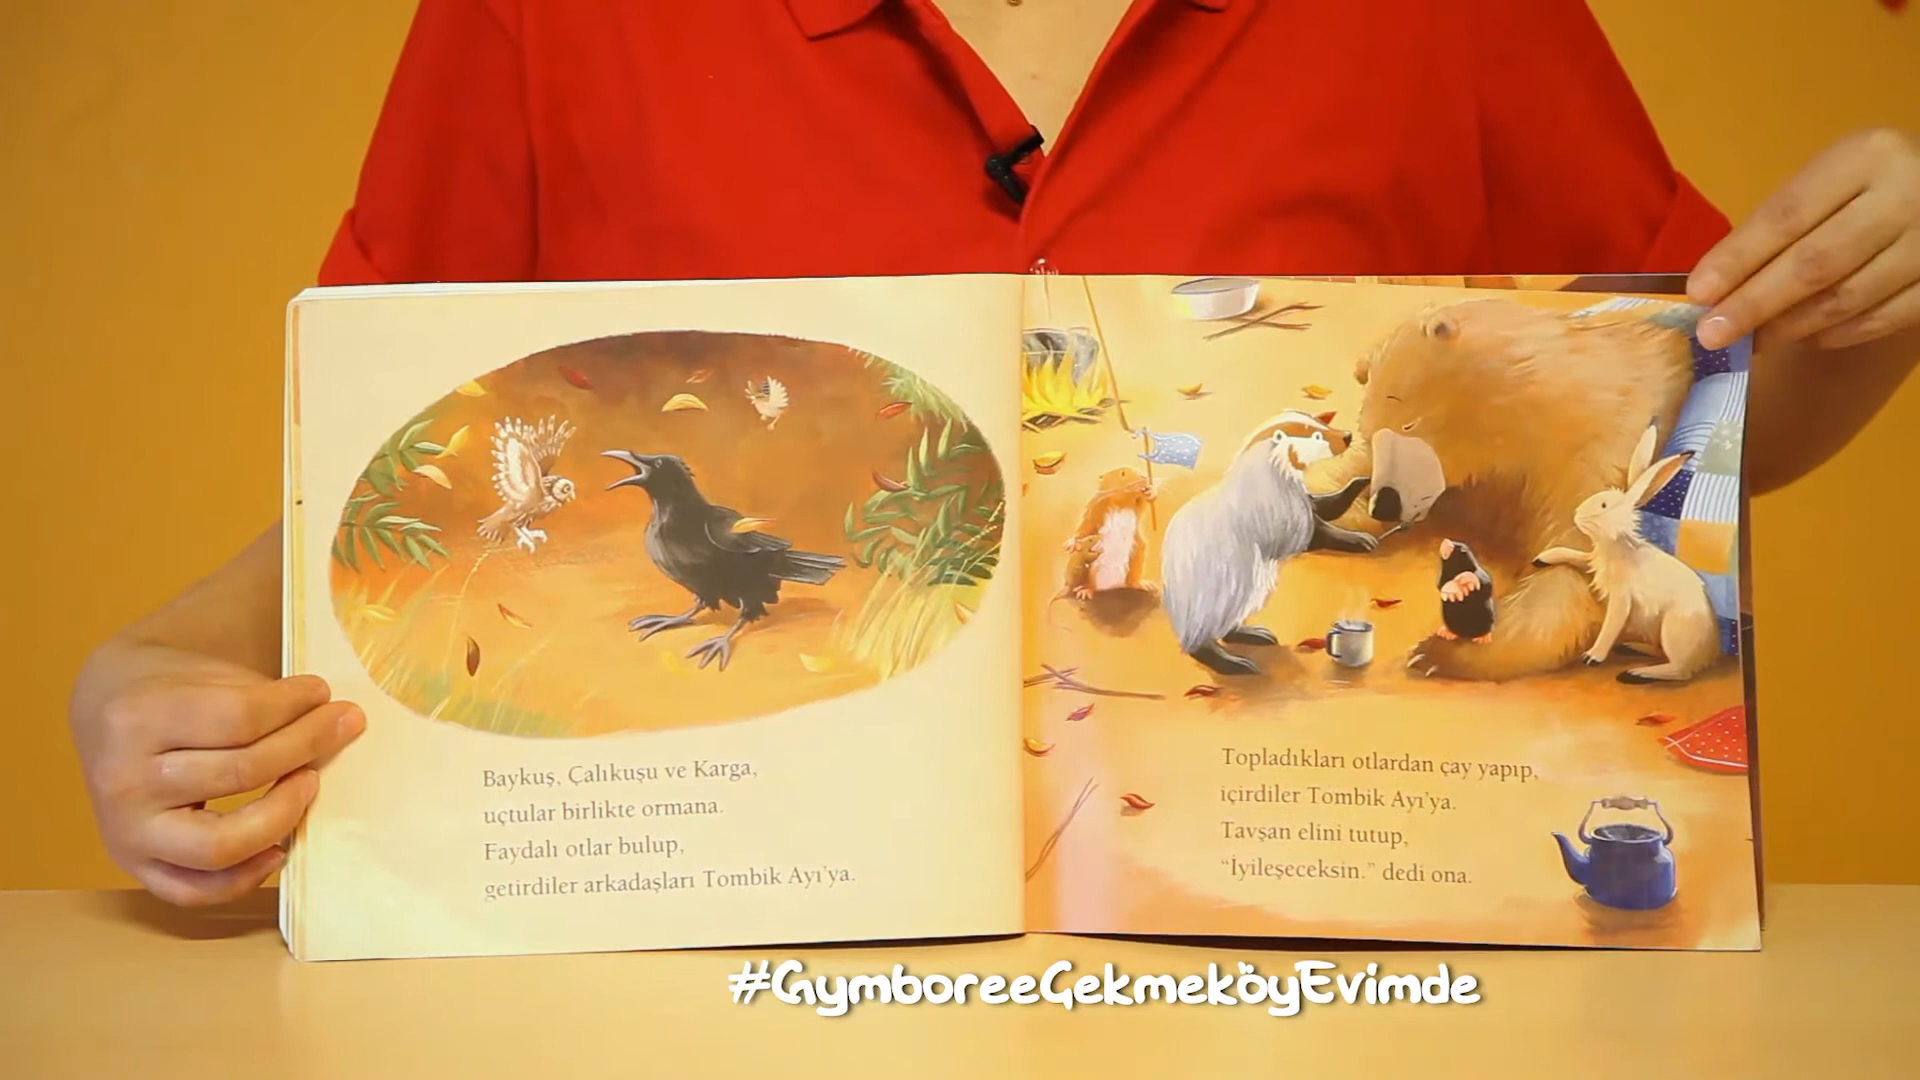 Baykuş, Çalıkuşu ve Karga,
uçtular birlikte ormana.
Faydalı otlar bulup,
getirdiler arkadaşları Tombik Ayı'ya.
Topladıkları otlardan çay yapıp,
içirdiler Tombik Ayı'ya.
Tavşan elini tutup,
“İyileşeceksin.” dedi ona.
#GymboreeÇekmeköyEvimde